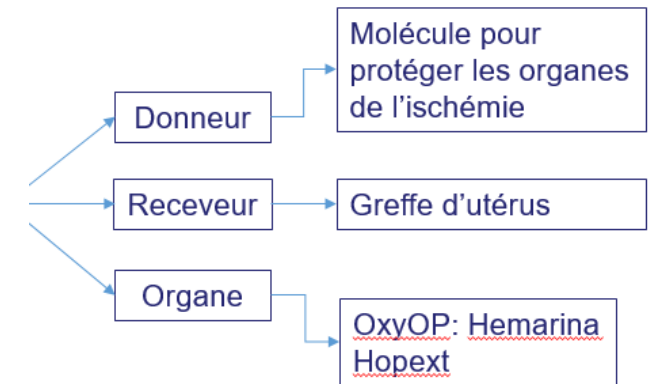 Molécule pour
protéger les organes
de l'ischémie
Donneur
Receveur
Greffe d'utérus
Organe
OxyOP: Hemarina
Hopext